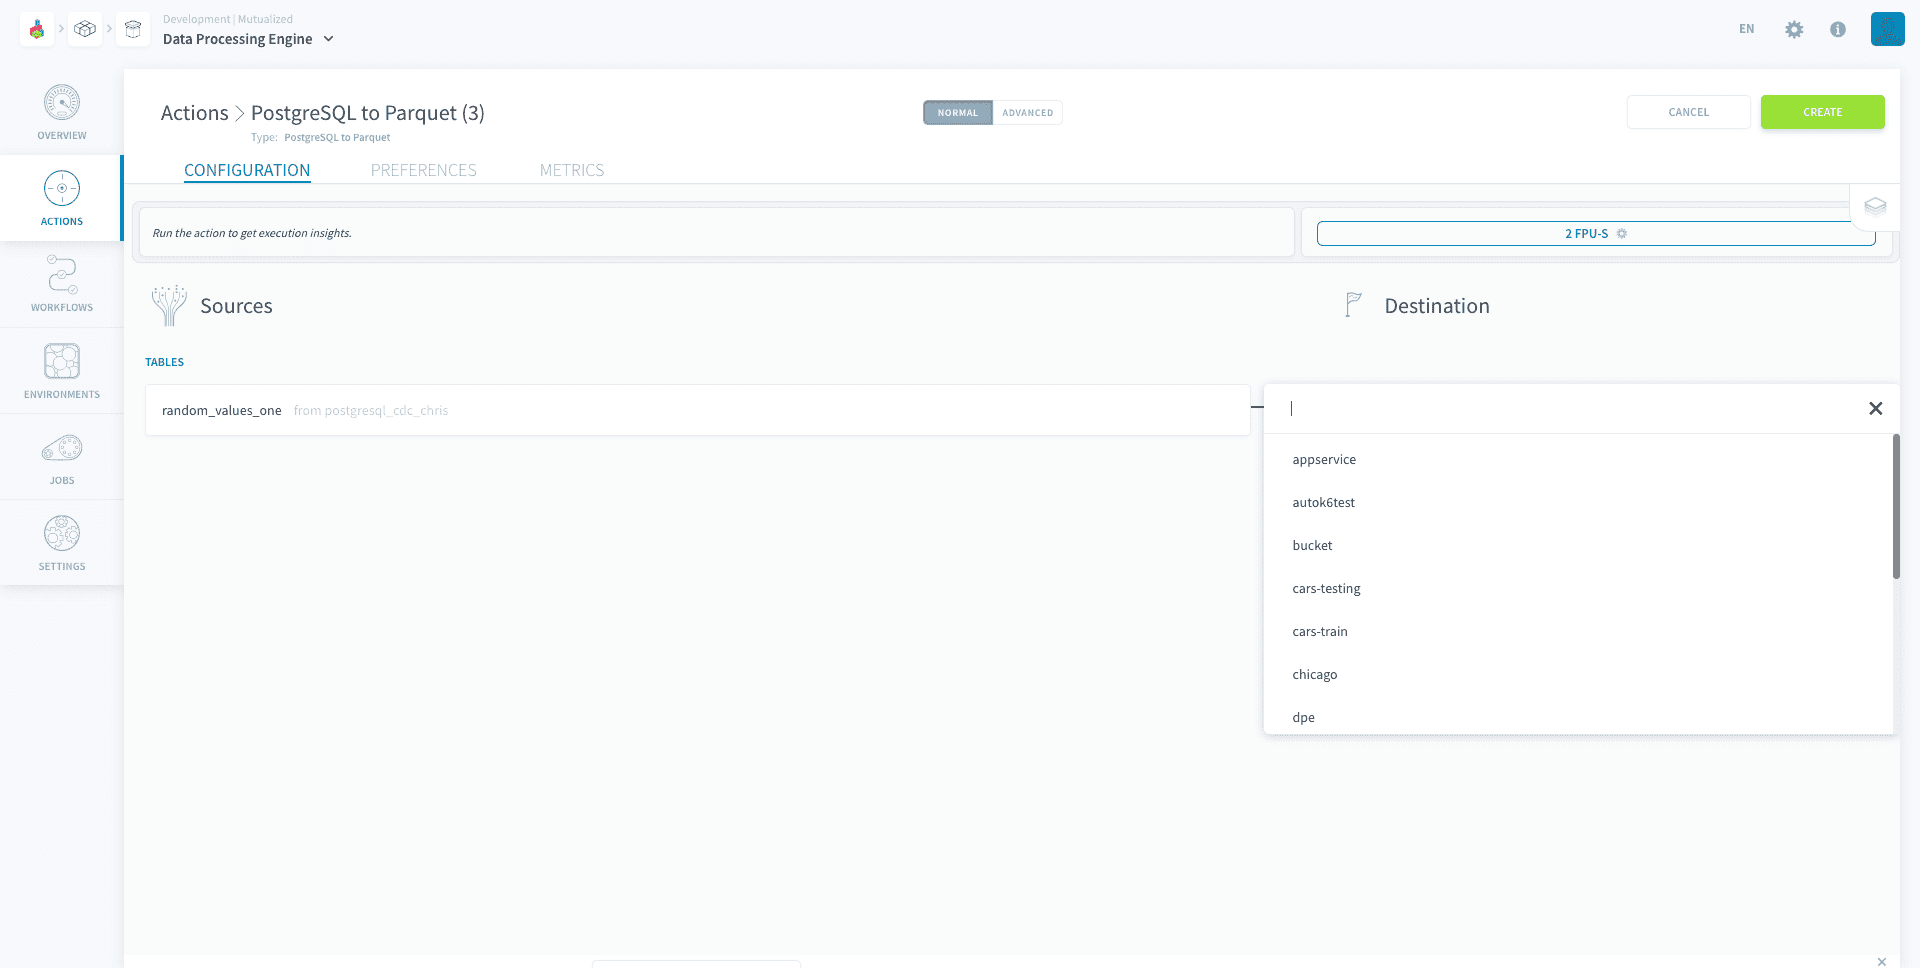 Development | Mutualized
Data Processing Engine
EN
OVERVIEW
ACTIONS
WORKFLOWS
ENVIRONMENTS
JOBS
SETTINGS
Actions > PostgreSQL to Parquet (3)
Type: PostgreSQL to Parquet
NORMAL
ADVANCED
CANCEL
CREATE
CONFIGURATION
PREFERENCES
METRICS
Run the action to get execution insights.
2 FPU-S
Sources
Destination
TABLES
random_values_one from postgresql_cdc_chris
appservice
autok6test
bucket
cars-testing
cars-train
chicago
dpe